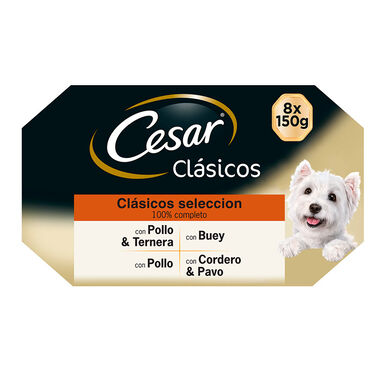 8x
150g
Cesar
Clásicos
Clásicos seleccion
100% completo
con Pollo
& Ternera
con Buey
con Pollo
con Cordero
& Pavo